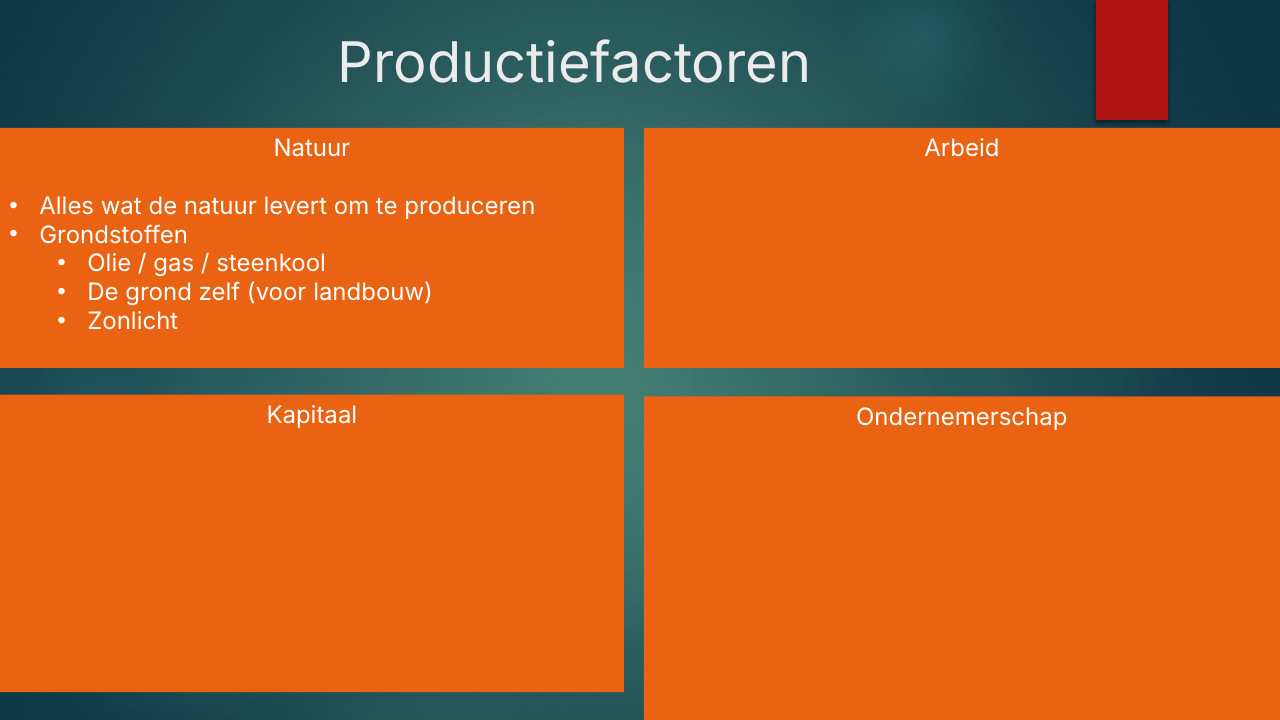 Productiefactoren
Natuur
• Alles wat de natuur levert om te produceren
• Grondstoffen
• Olie / gas / steenkool
• De grond zelf (voor landbouw)
• Zonlicht
Arbeid
Kapitaal
Ondernemerschap